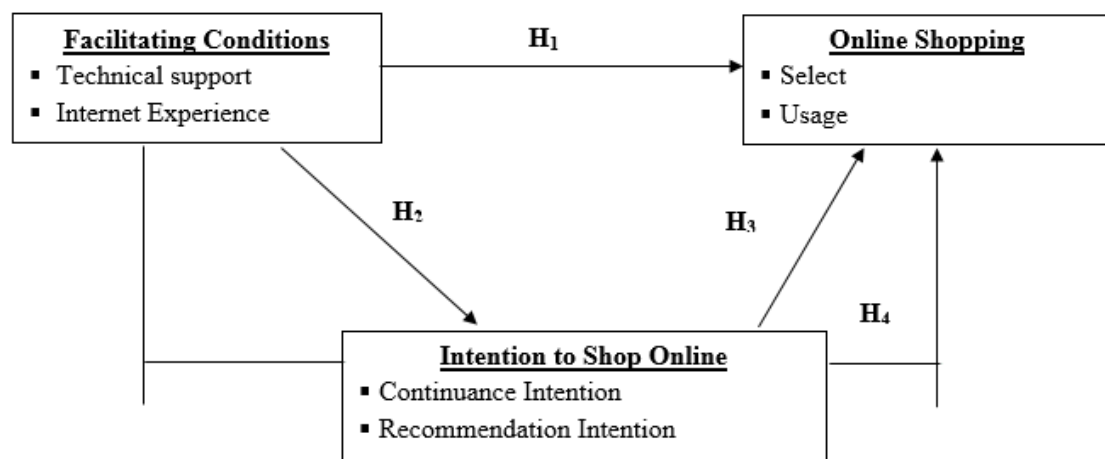 Facilitating Conditions
▪ Technical support
▪ Internet Experience
H₁
Online Shopping
▪ Select
▪ Usage
H₂
H₃
H₄
Intention to Shop Online
▪ Continuance Intention
▪ Recommendation Intention